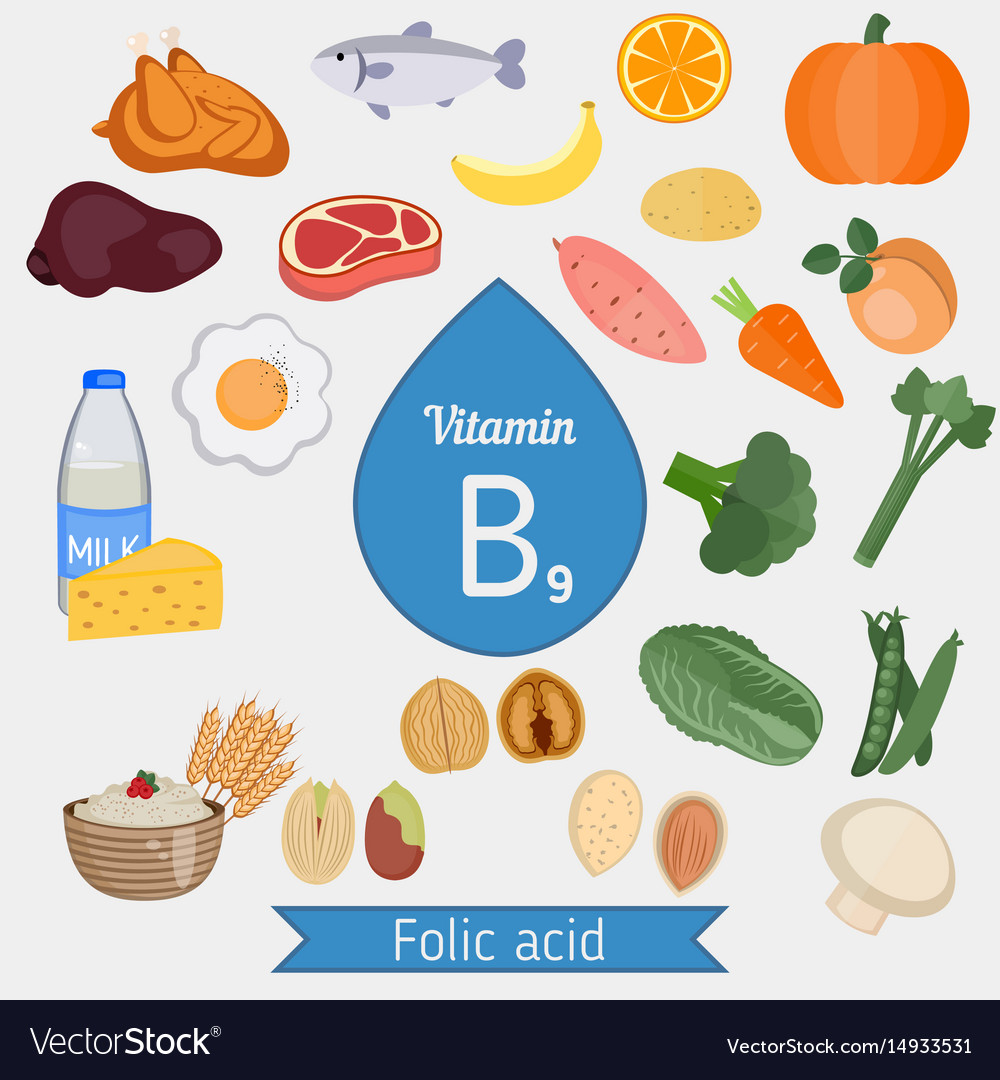 Vitamin
B9
MILK
Folic acid
VectorStock®
VectorStock.com/14933531